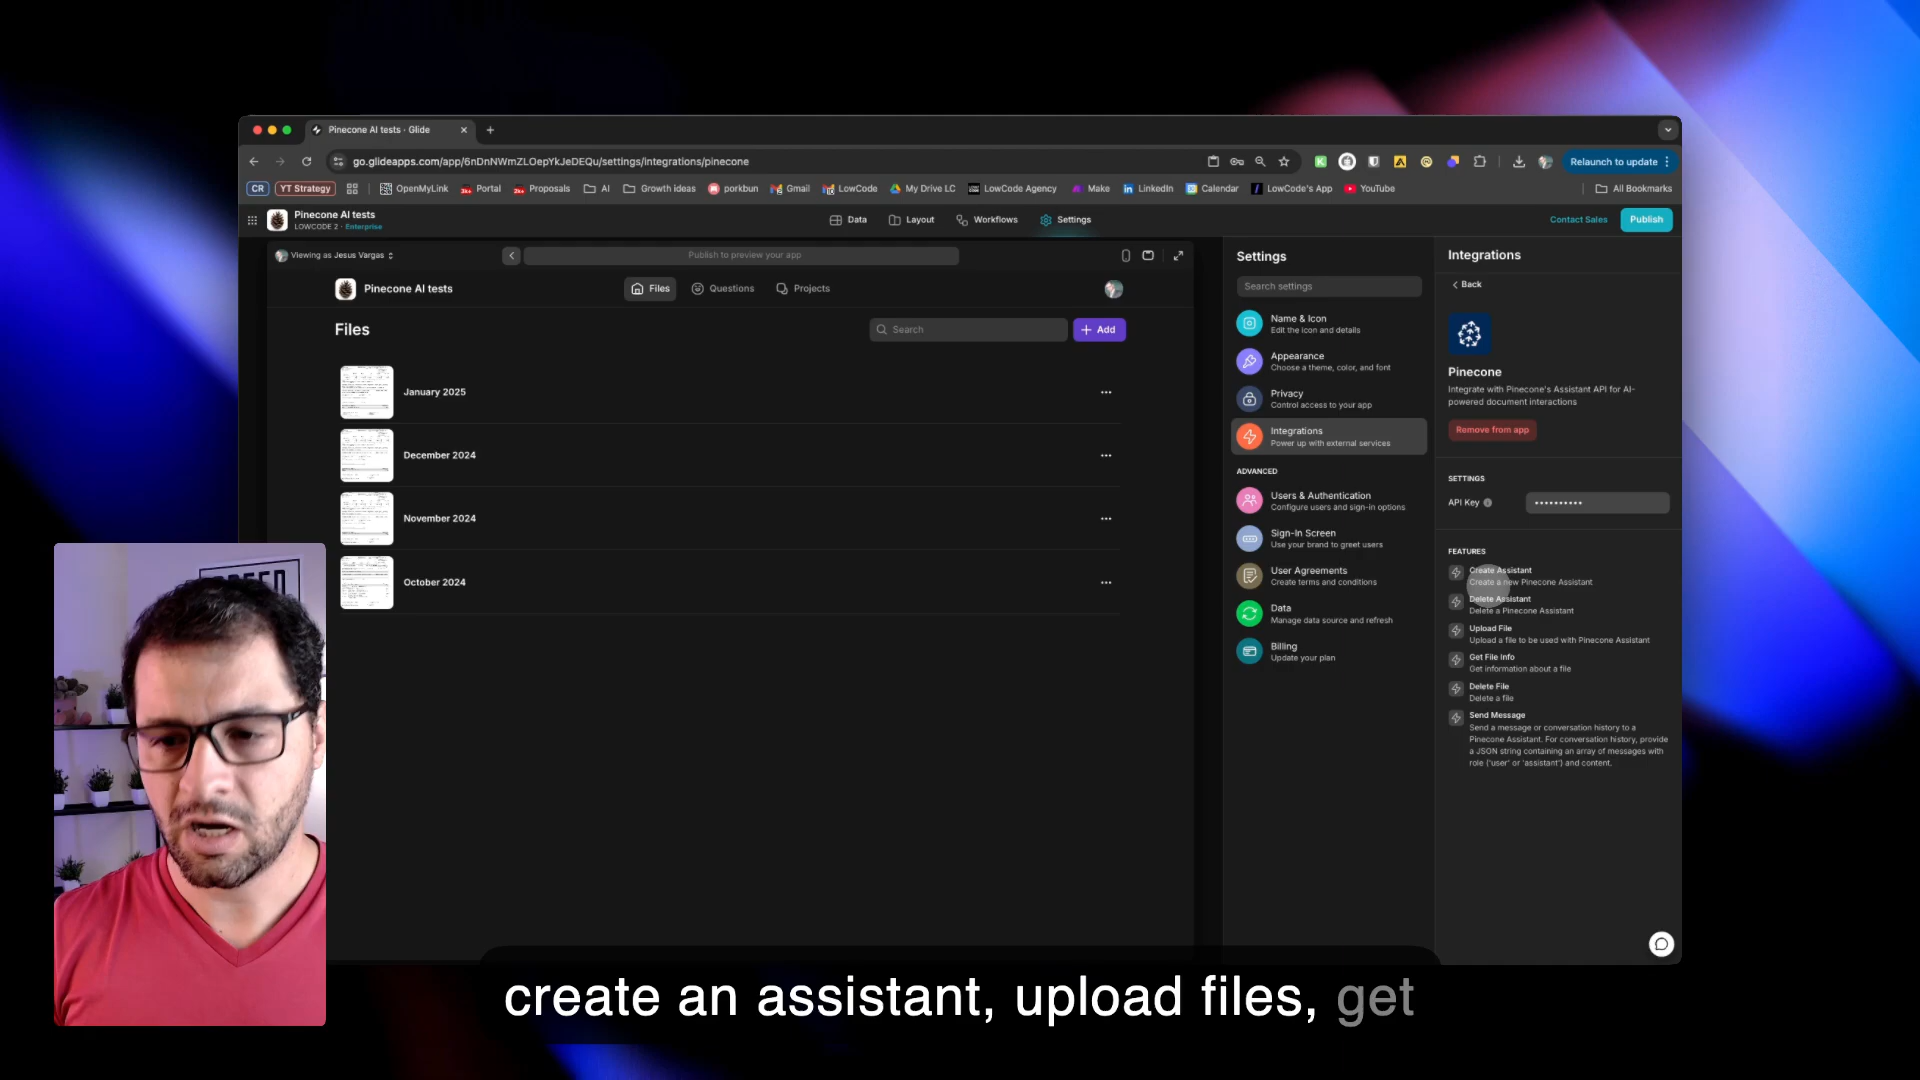 Pinecone AI tests · Glide
go.glideapps.com/app/6nDnNWmZLOepYkJeDEQu/settings/integrations/pinecone
Relaunch to update
CR
YT Strategy
OpenMyLink
Portal
Proposals
AI
Growth ideas
porkbun
Gmail
LowCode
My Drive LC
LowCode Agency
Make
LinkedIn
Calendar
LowCode's App
YouTube
All Bookmarks
Pinecone AI tests
LOWCODE 2 · Enterprise
Data
Layout
Workflows
Settings
Contact Sales
Publish
Viewing as Jesus Vargas
Publish to preview your app
Pinecone AI tests
Files
Questions
Projects
Files
Search
Add
January 2025
December 2024
November 2024
October 2024
Settings
Search settings
Name & Icon
Edit the icon and details
Appearance
Choose a theme, color, and font
Privacy
Control access to your app
Integrations
Power up with external services
ADVANCED
Users & Authentication
Configure users and sign-in options
Sign-In Screen
Use your brand to greet users
User Agreements
Create terms and conditions
Data
Manage data source and refresh
Billing
Update your plan
Integrations
Back
Pinecone
Integrate with Pinecone's Assistant API for AI-
powered document interactions
Remove from app
SETTINGS
API Key
FEATURES
Create Assistant
Create a new Pinecone Assistant
Delete Assistant
Delete a Pinecone Assistant
Upload File
Upload a file to be used with Pinecone Assistant
Get File Info
Get information about a file
Delete File
Delete a file
Send Message
Send a message or conversation history to a
Pinecone Assistant. For conversation history, provide
a JSON string containing an array of messages with
role ('user' or 'assistant') and content.
create an assistant, upload files, get